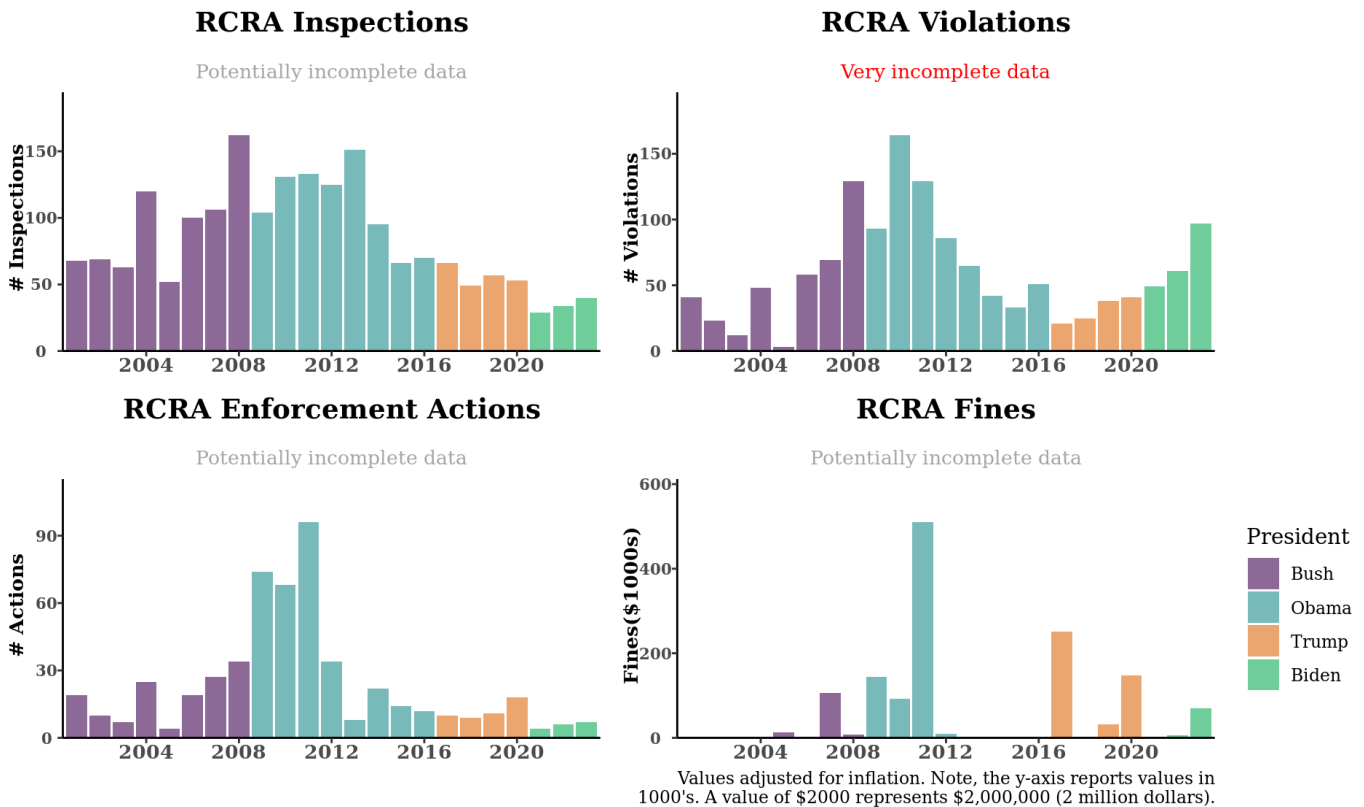 RCRA Inspections
Potentially incomplete data
# Inspections
150
100
50
0
2004 2008 2012 2016 2020
RCRA Violations
Very incomplete data
# Violations
150
100
50
0
2004 2008 2012 2016 2020
RCRA Enforcement Actions
Potentially incomplete data
# Actions
90
60
30
0
2004 2008 2012 2016 2020
RCRA Fines
Potentially incomplete data
Fines($1000s)
600
400
200
0
2004 2008 2012 2016 2020
Values adjusted for inflation. Note, the y-axis reports values in
1000's. A value of $2000 represents $2,000,000 (2 million dollars).
President
Bush
Obama
Trump
Biden